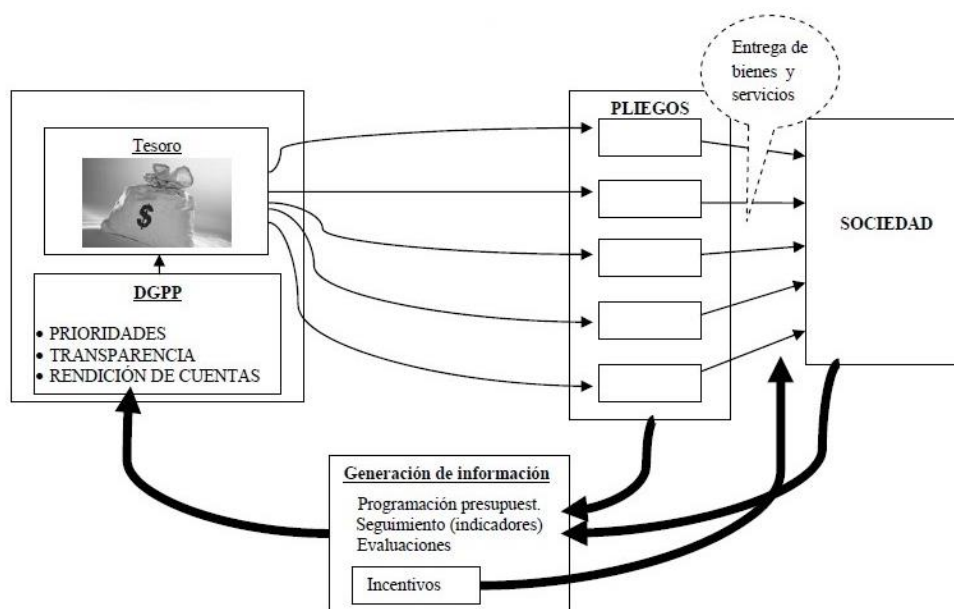 Entrega de
bienes y
servicios
PLIEGOS
Tesoro
$
SOCIEDAD
DGPP
• PRIORIDADES
• TRANSPARENCIA
• RENDICIÓN DE CUENTAS
Generación de información
Programación presupuest.
Seguimiento (indicadores)
Evaluaciones
Incentivos